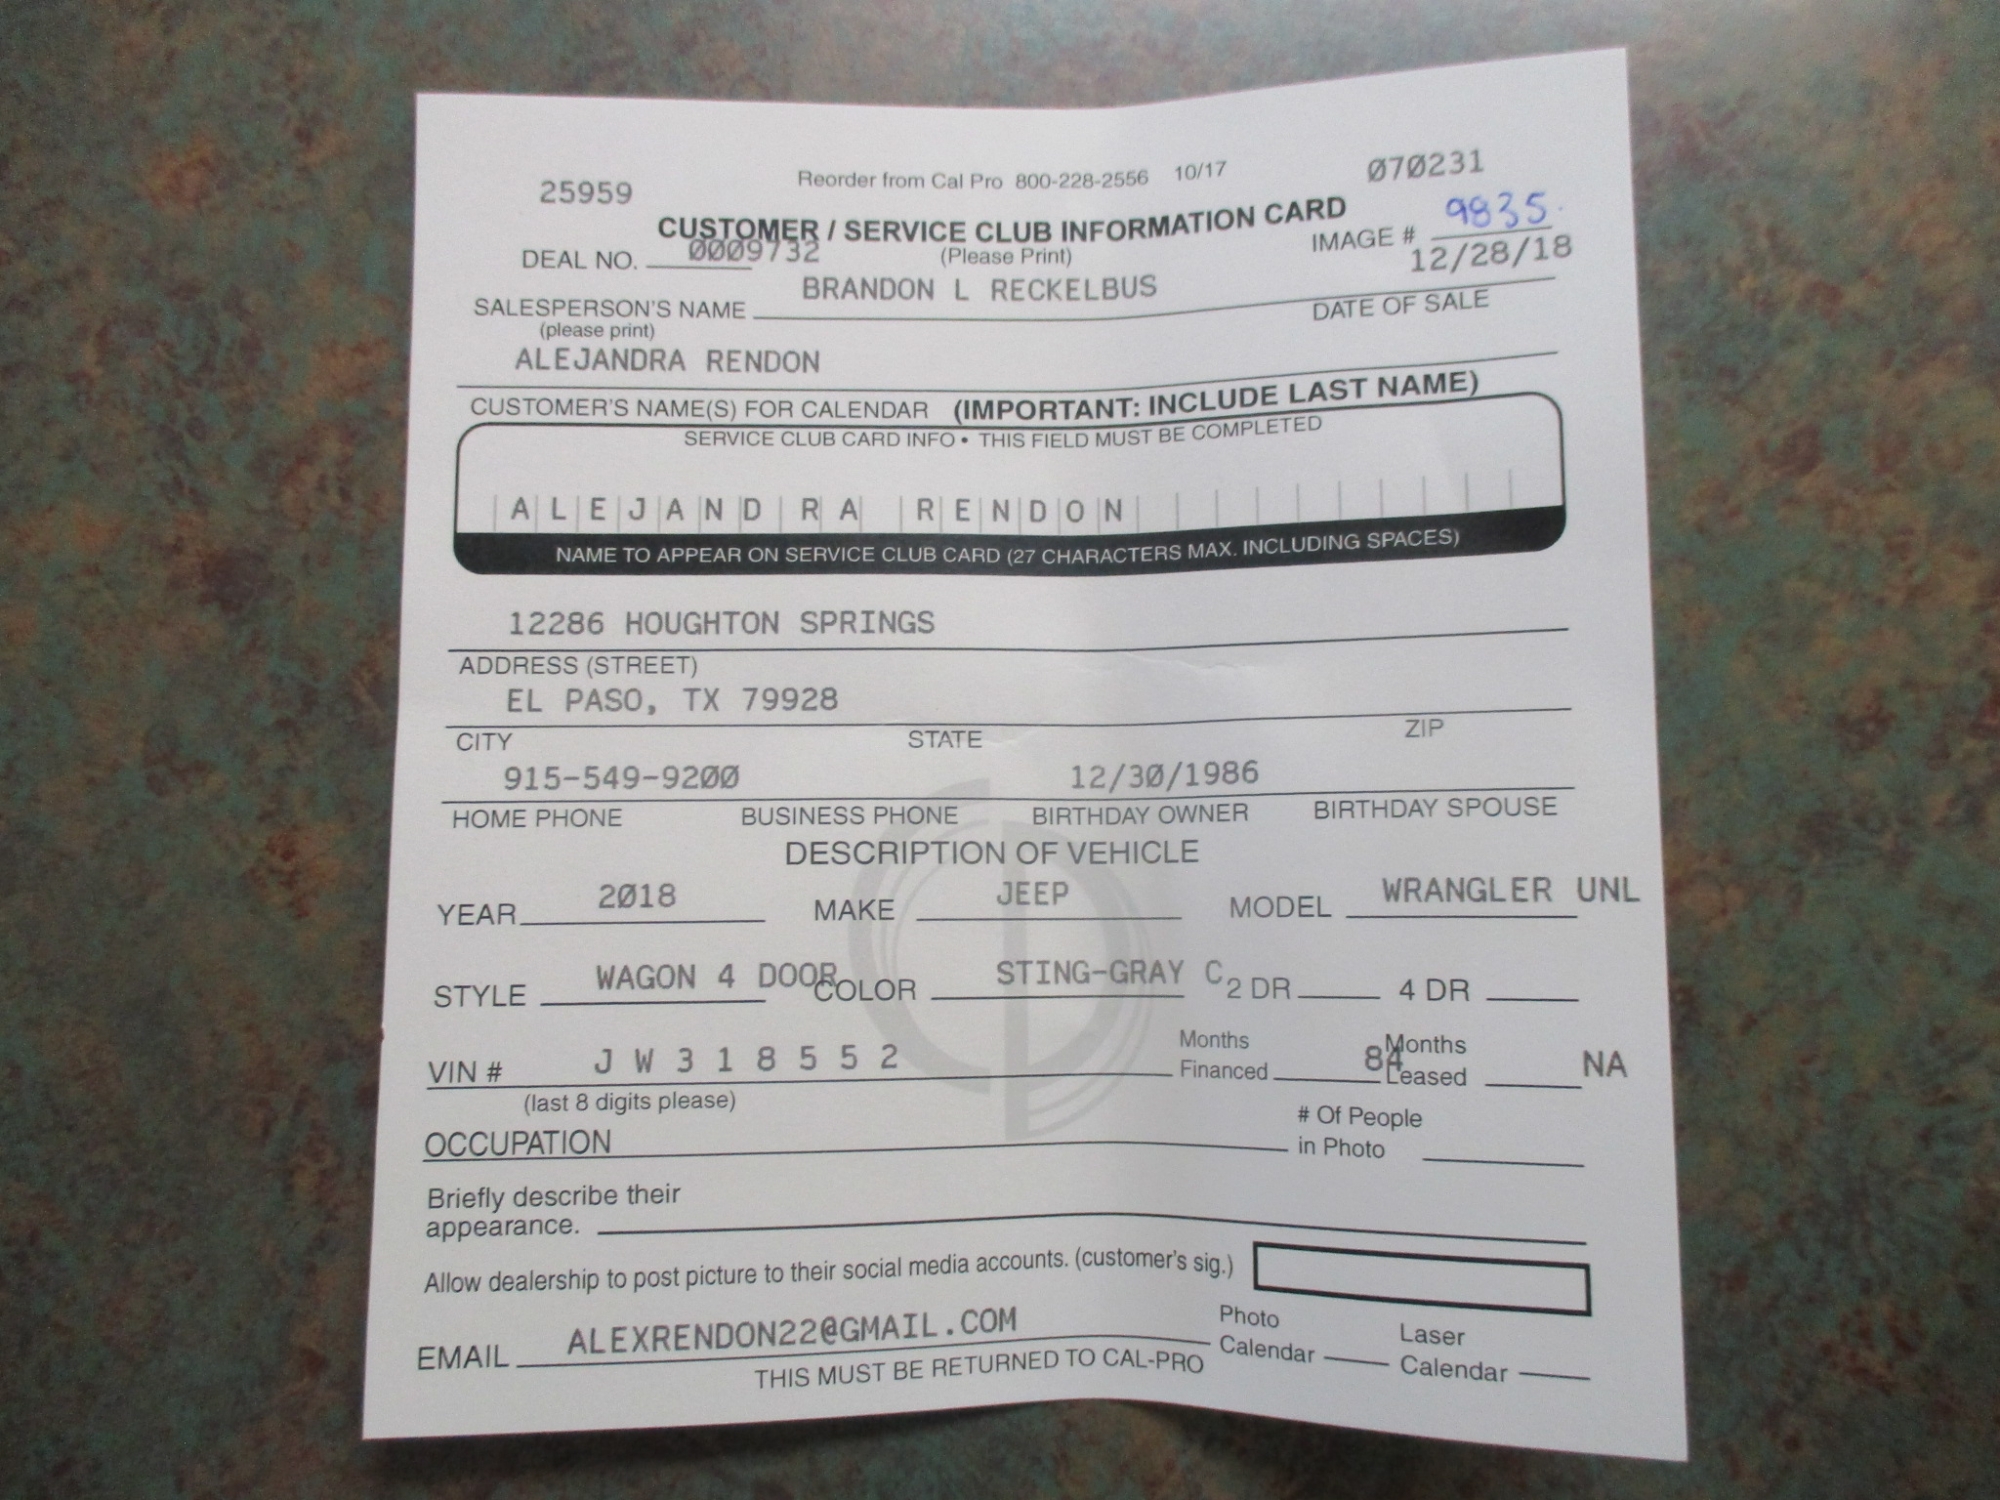 25959 Reorder from Cal Pro 800-228-2556 10/17 070231
CUSTOMER / SERVICE CLUB INFORMATION CARD
DEAL NO. 0009732 (Please Print) IMAGE # 9835.
12/28/18
SALESPERSON'S NAME BRANDON L RECKELBUS DATE OF SALE
(please print)
ALEJANDRA RENDON
CUSTOMER'S NAME(S) FOR CALENDAR (IMPORTANT: INCLUDE LAST NAME)
SERVICE CLUB CARD INFO • THIS FIELD MUST BE COMPLETED
ALEJANDRA RENDON
NAME TO APPEAR ON SERVICE CLUB CARD (27 CHARACTERS MAX. INCLUDING SPACES)
12286 HOUGHTON SPRINGS
ADDRESS (STREET)
EL PASO, TX 79928
CITY STATE ZIP
915-549-9200 12/30/1986
HOME PHONE BUSINESS PHONE BIRTHDAY OWNER BIRTHDAY SPOUSE
DESCRIPTION OF VEHICLE
YEAR 2018 MAKE JEEP MODEL WRANGLER UNL
STYLE WAGON 4 DOOR COLOR STING-GRAY C 2 DR 4 DR
VIN # J W 3 1 8 5 5 2 Months Financed 84 Months Leased NA
(last 8 digits please)
OCCUPATION # Of People in Photo
Briefly describe their
appearance.
Allow dealership to post picture to their social media accounts. (customer's sig.)
EMAIL ALEXRENDON22@GMAIL.COM Photo Calendar Laser Calendar
THIS MUST BE RETURNED TO CAL-PRO